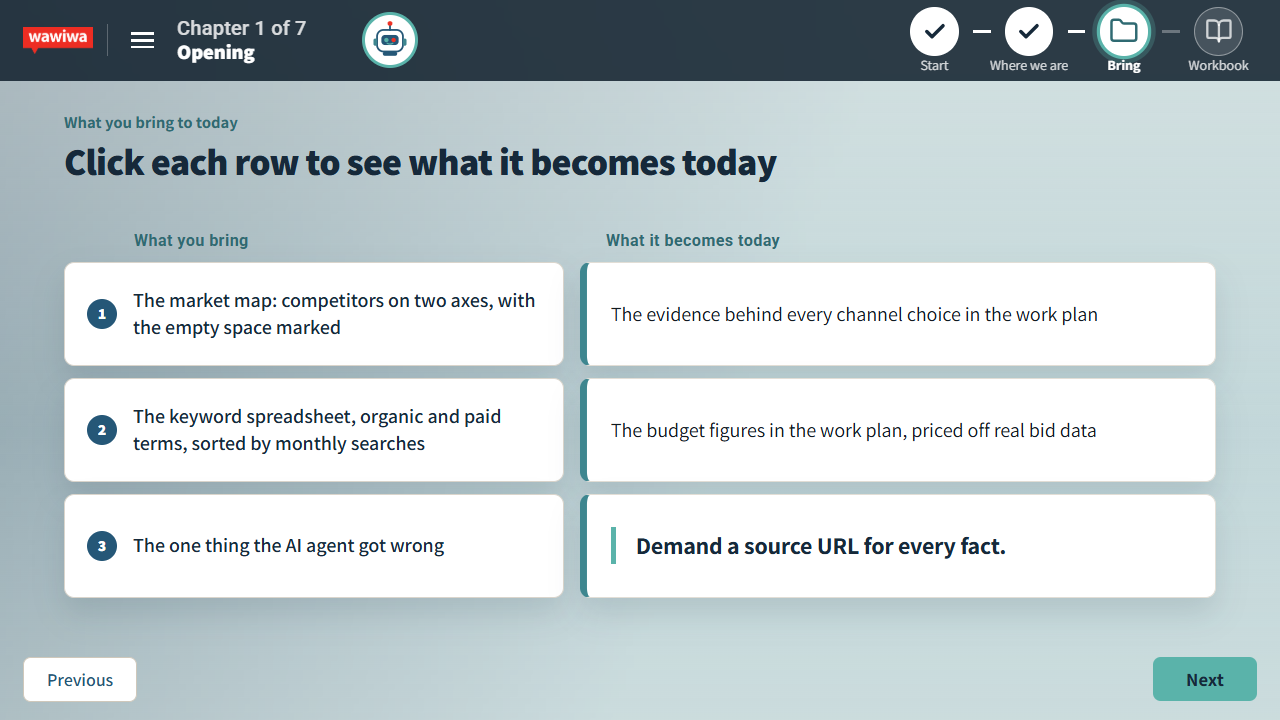 wawiwa
Chapter 1 of 7
Opening
Start
Where we are
Bring
Workbook
What you bring to today
Click each row to see what it becomes today
What you bring
What it becomes today
1
The market map: competitors on two axes, with
the empty space marked
The evidence behind every channel choice in the work plan
2
The keyword spreadsheet, organic and paid
terms, sorted by monthly searches
The budget figures in the work plan, priced off real bid data
3
The one thing the AI agent got wrong
Demand a source URL for every fact.
Previous
Next